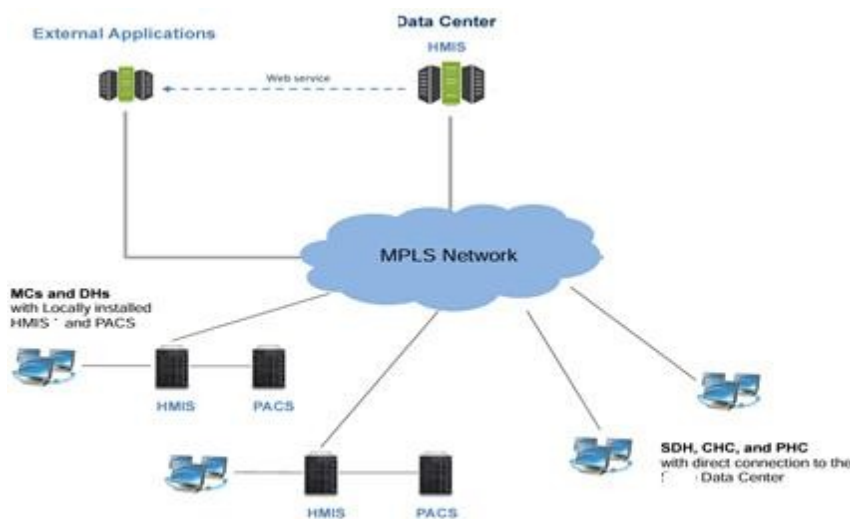 External Applications
Data Center
HMIS
Web service
MPLS Network
MCs and DHs
with Locally installed
HMIS and PACS
HMIS
PACS
HMIS
PACS
SDH, CHC, and PHC
with direct connection to the
Data Center